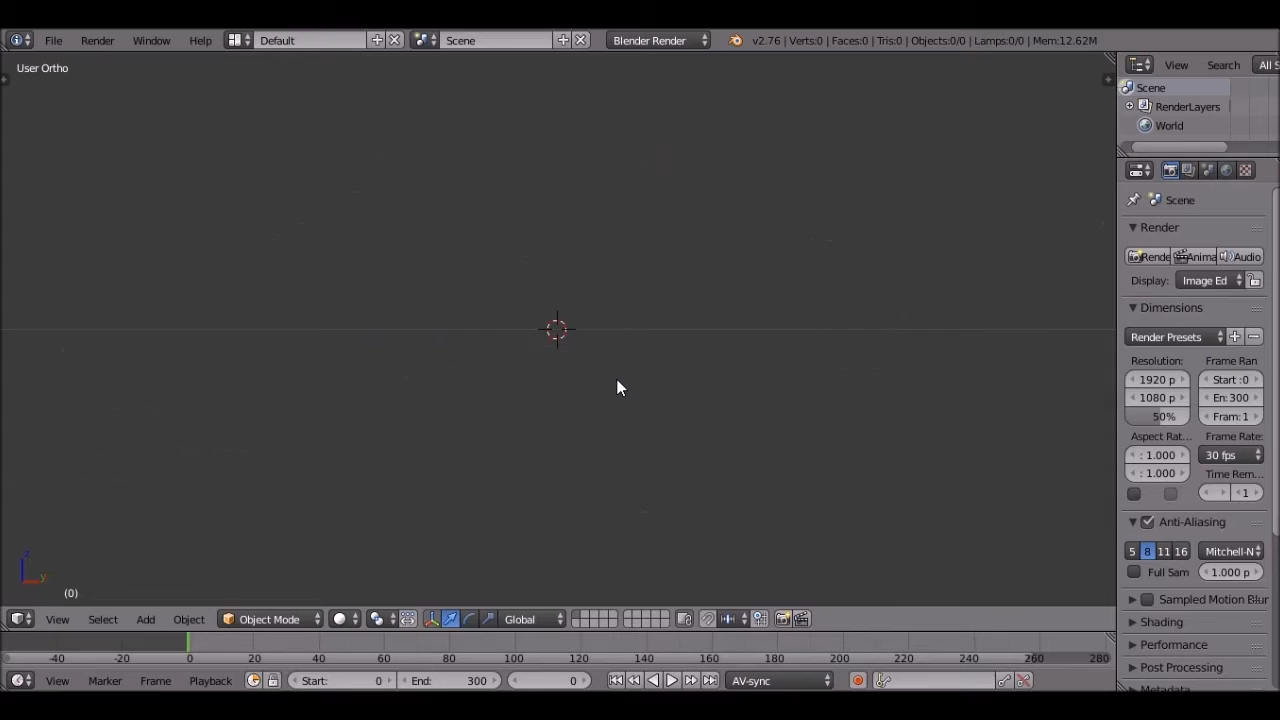 File Render Window Help Default Scene Blender Render v2.76 | Verts:0 | Faces:0 | Tris:0 | Objects:0/0 | Lamps:0/0 | Mem:12.62M
User Ortho
View Search All S
Scene
RenderLayers
World
Scene
Render
Rende Anima Audio
Display: Image Ed
Dimensions
Render Presets
Resolution: Frame Ran
1920 p Start :0
1080 p En: 300
50% Fram: 1
Aspect Rat... Frame Rate:
: 1.000 30 fps
: 1.000 Time Rem...
1
Anti-Aliasing
5 8 11 16 Mitchell-N
Full Sam 1.000 p
Sampled Motion Blur
Shading
Performance
Post Processing
Metadata
z
y
(0)
View Select Add Object Object Mode Global
-40 -20 0 20 40 60 80 100 120 140 160 180 200 220 240 260 280
View Marker Frame Playback Start: 0 End: 300 0 AV-sync